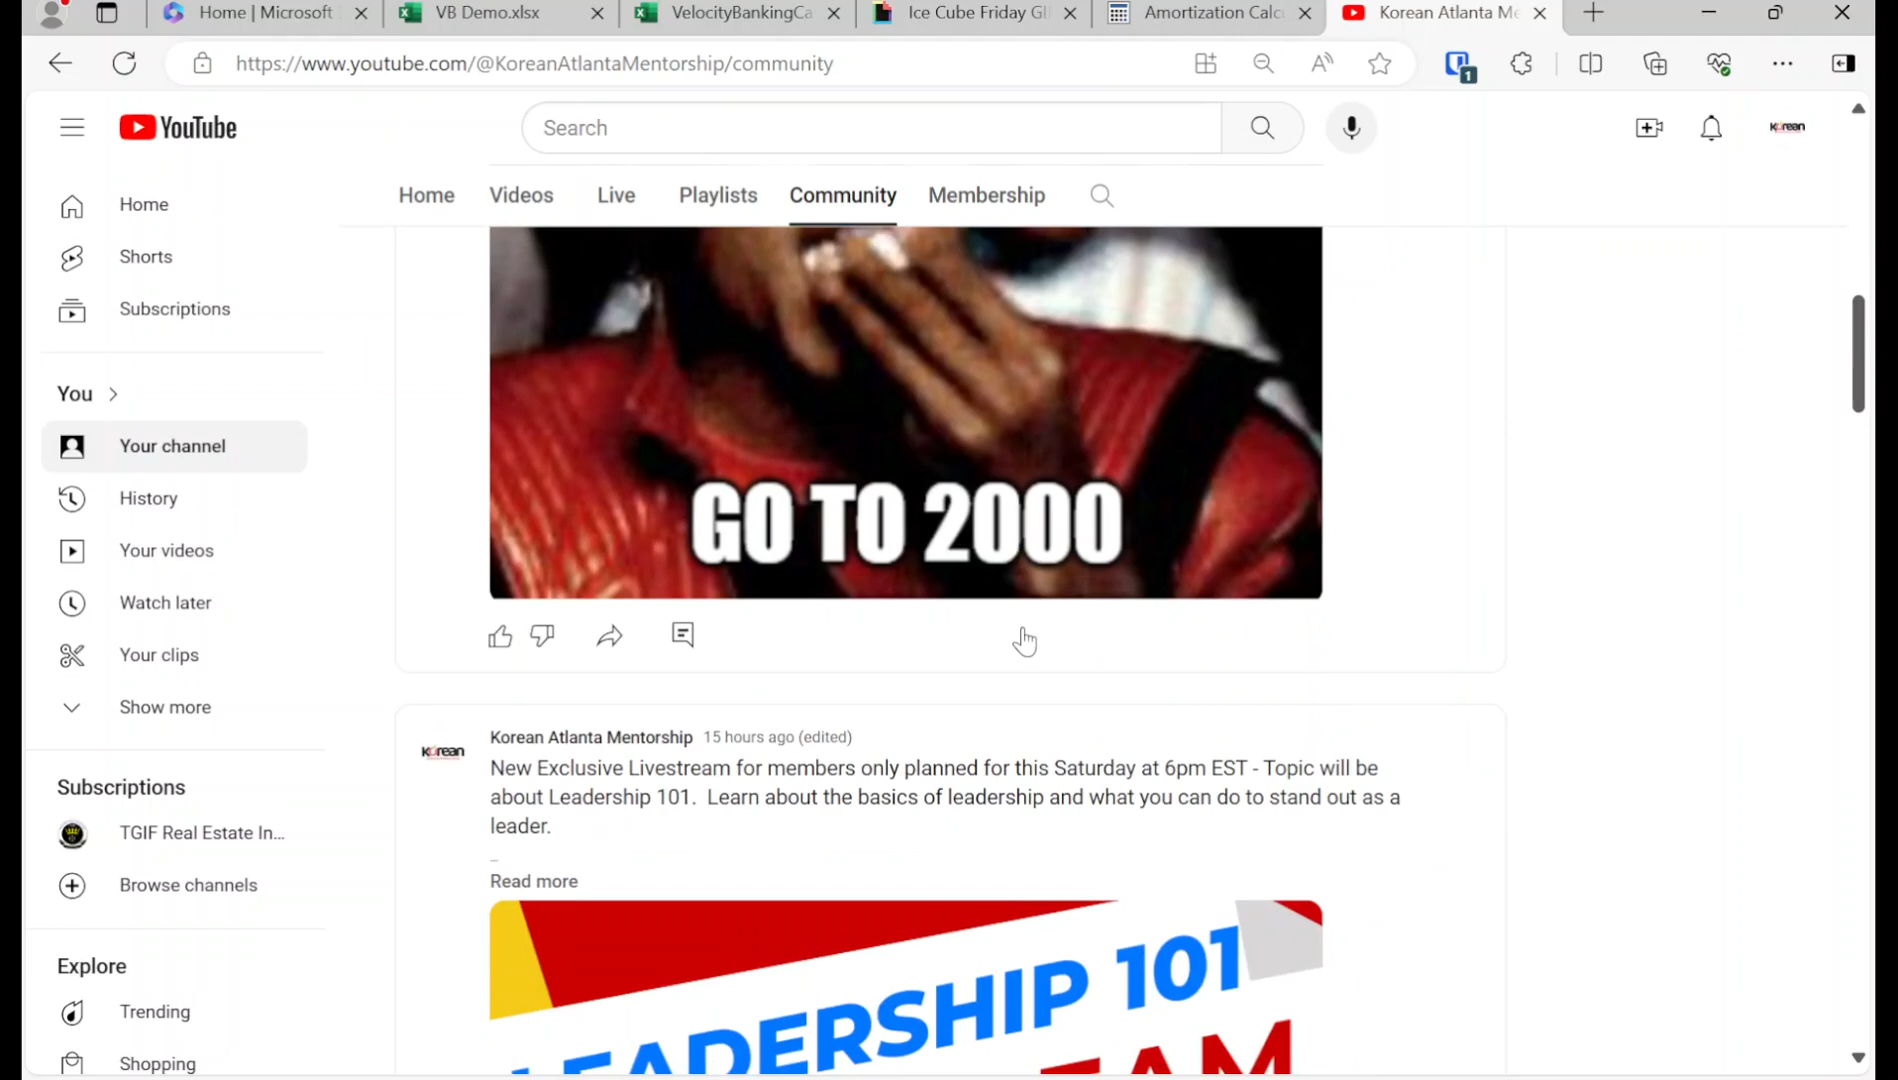 Home | Microsoft
VB Demo.xlsx
VelocityBankingCa
Ice Cube Friday GI
Amortization Calc
Korean Atlanta Me
https://www.youtube.com/@KoreanAtlantaMentorship/community
1
YouTube
Search
Korean
Home
Videos
Live
Playlists
Community
Membership
Home
Shorts
Subscriptions
You
Your channel
History
Your videos
Watch later
Your clips
Show more
Subscriptions
TGIF Real Estate In...
Browse channels
Explore
Trending
Shopping
GO TO 2000
Korean
Korean Atlanta Mentorship 15 hours ago (edited)
New Exclusive Livestream for members only planned for this Saturday at 6pm EST - Topic will be
about Leadership 101. Learn about the basics of leadership and what you can do to stand out as a
leader.
_
Read more
LEADERSHIP 101